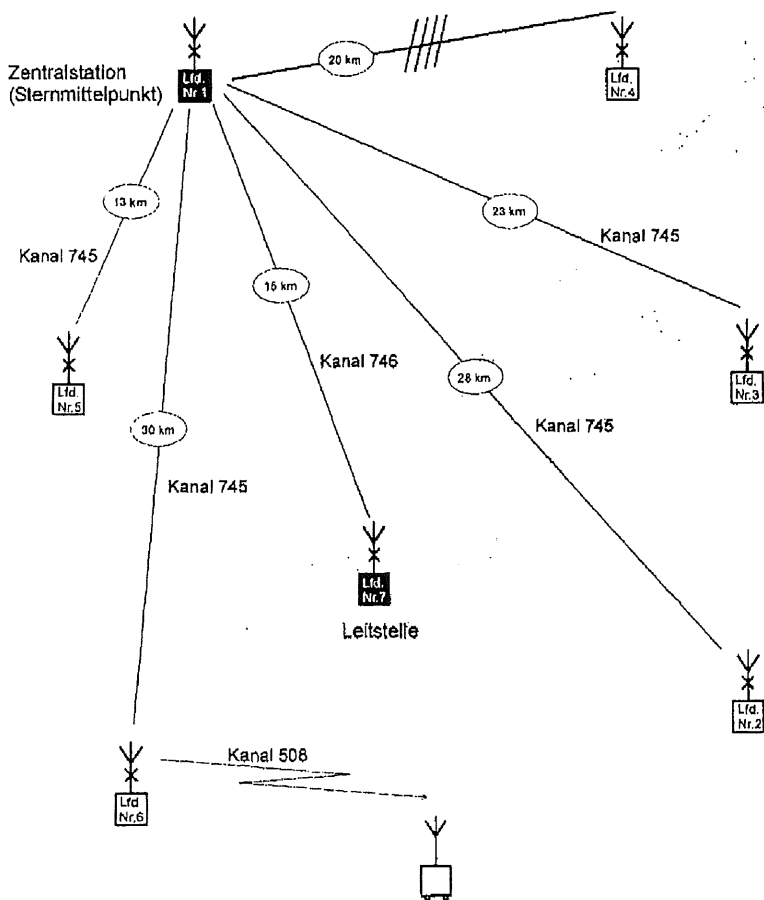 Zentralstation
(Sternmittelpunkt)
Lfd.
Nr.1
20 km
Lfd.
Nr.4
13 km
Kanal 745
23 km
Kanal 745
15 km
Kanal 746
28 km
Kanal 745
Lfd.
Nr.3
Lfd.
Nr.5
30 km
Kanal 745
Lfd.
Nr.7
Leitstelle
Lfd.
Nr.2
Kanal 508
Lfd
Nr.6